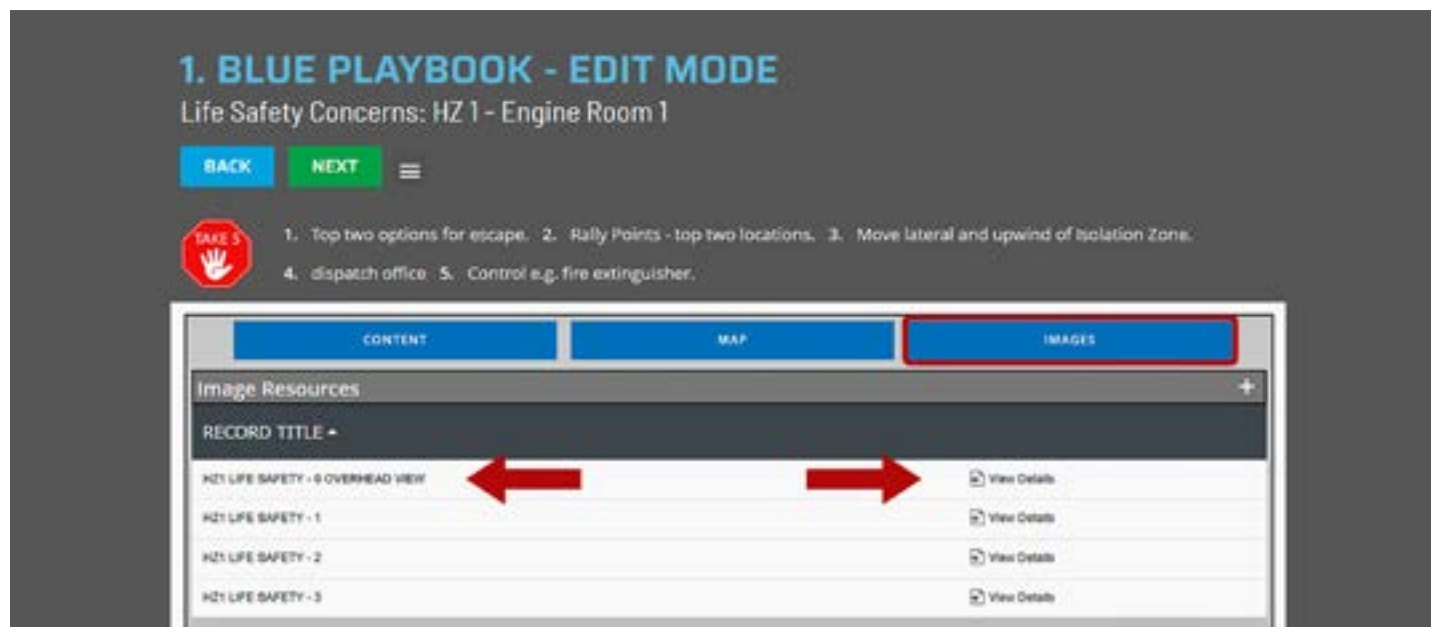 1. BLUE PLAYBOOK - EDIT MODE
Life Safety Concerns: HZ 1 - Engine Room 1
BACK NEXT
TAKE 5
1. Top two options for escape. 2. Rally Points - top two locations. 3. Move lateral and upwind of Isolation Zone.
4. dispatch office 5. Control e.g. fire extinguisher.
CONTENT MAP IMAGES
Image Resources +
RECORD TITLE
HZ1 LIFE SAFETY - 0 OVERHEAD VIEW View Details
HZ1 LIFE SAFETY - 1 View Details
HZ1 LIFE SAFETY - 2 View Details
HZ1 LIFE SAFETY - 3 View Details